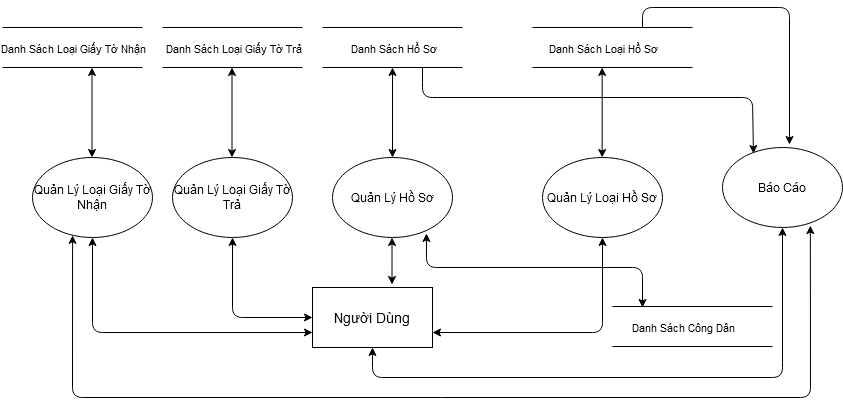 Danh Sách Loại Giấy Tờ Nhận
Danh Sách Loại Giấy Tờ Trả
Danh Sách Hồ Sơ
Danh Sách Loại Hồ Sơ
Quản Lý Loại Giấy Tờ
Nhận
Quản Lý Loại Giấy Tờ
Trả
Quản Lý Hồ Sơ
Quản Lý Loại Hồ Sơ
Báo Cáo
Người Dùng
Danh Sách Công Dân